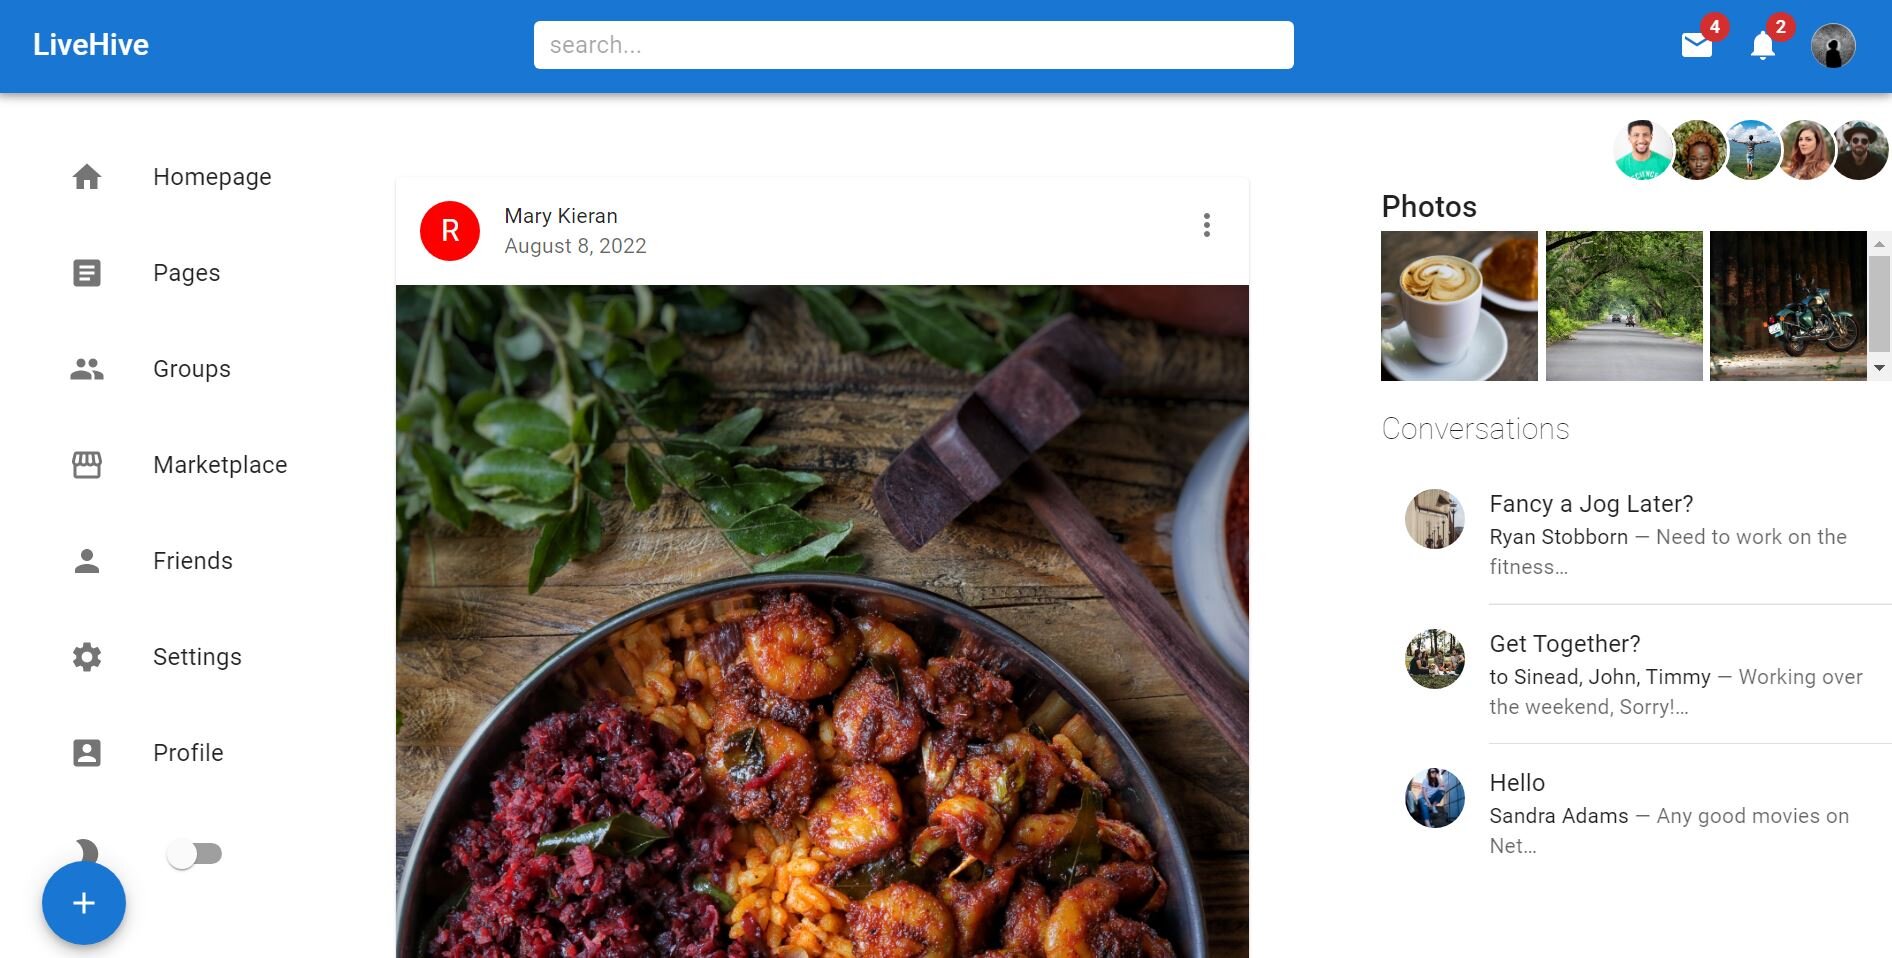 LiveHive
search...
4
2
Homepage
Pages
Groups
Marketplace
Friends
Settings
Profile
R
Mary Kieran
August 8, 2022
Photos
Conversations
Fancy a Jog Later?
Ryan Stobborn — Need to work on the
fitness…
Get Together?
to Sinead, John, Timmy — Working over
the weekend, Sorry!…
Hello
Sandra Adams — Any good movies on
Net…